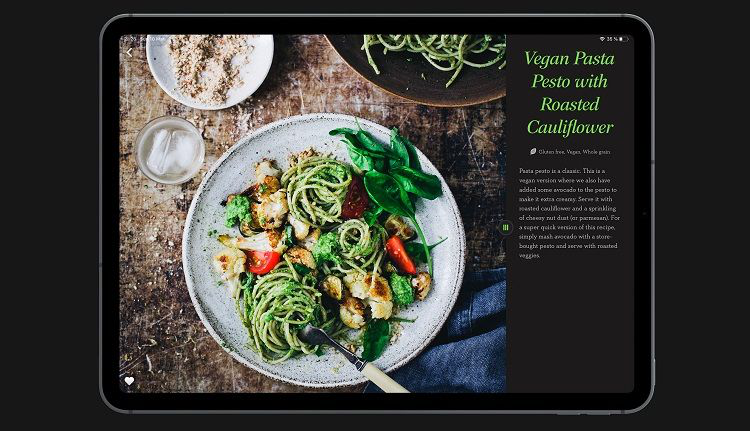 35 %
Vegan Pasta
Pesto with
Roasted
Cauliflower
Gluten free, Vegan, Whole grain
Pasta pesto is a classic. This is a
vegan version where we also have
added some avocado to the pesto to
make it extra creamy. Serve it with
roasted cauliflower and a sprinkling
of cheezy nut dust (or parmesan). For
a super quick version of this recipe,
simply mash avocado with a store-
bought pesto and serve with roasted
veggies.